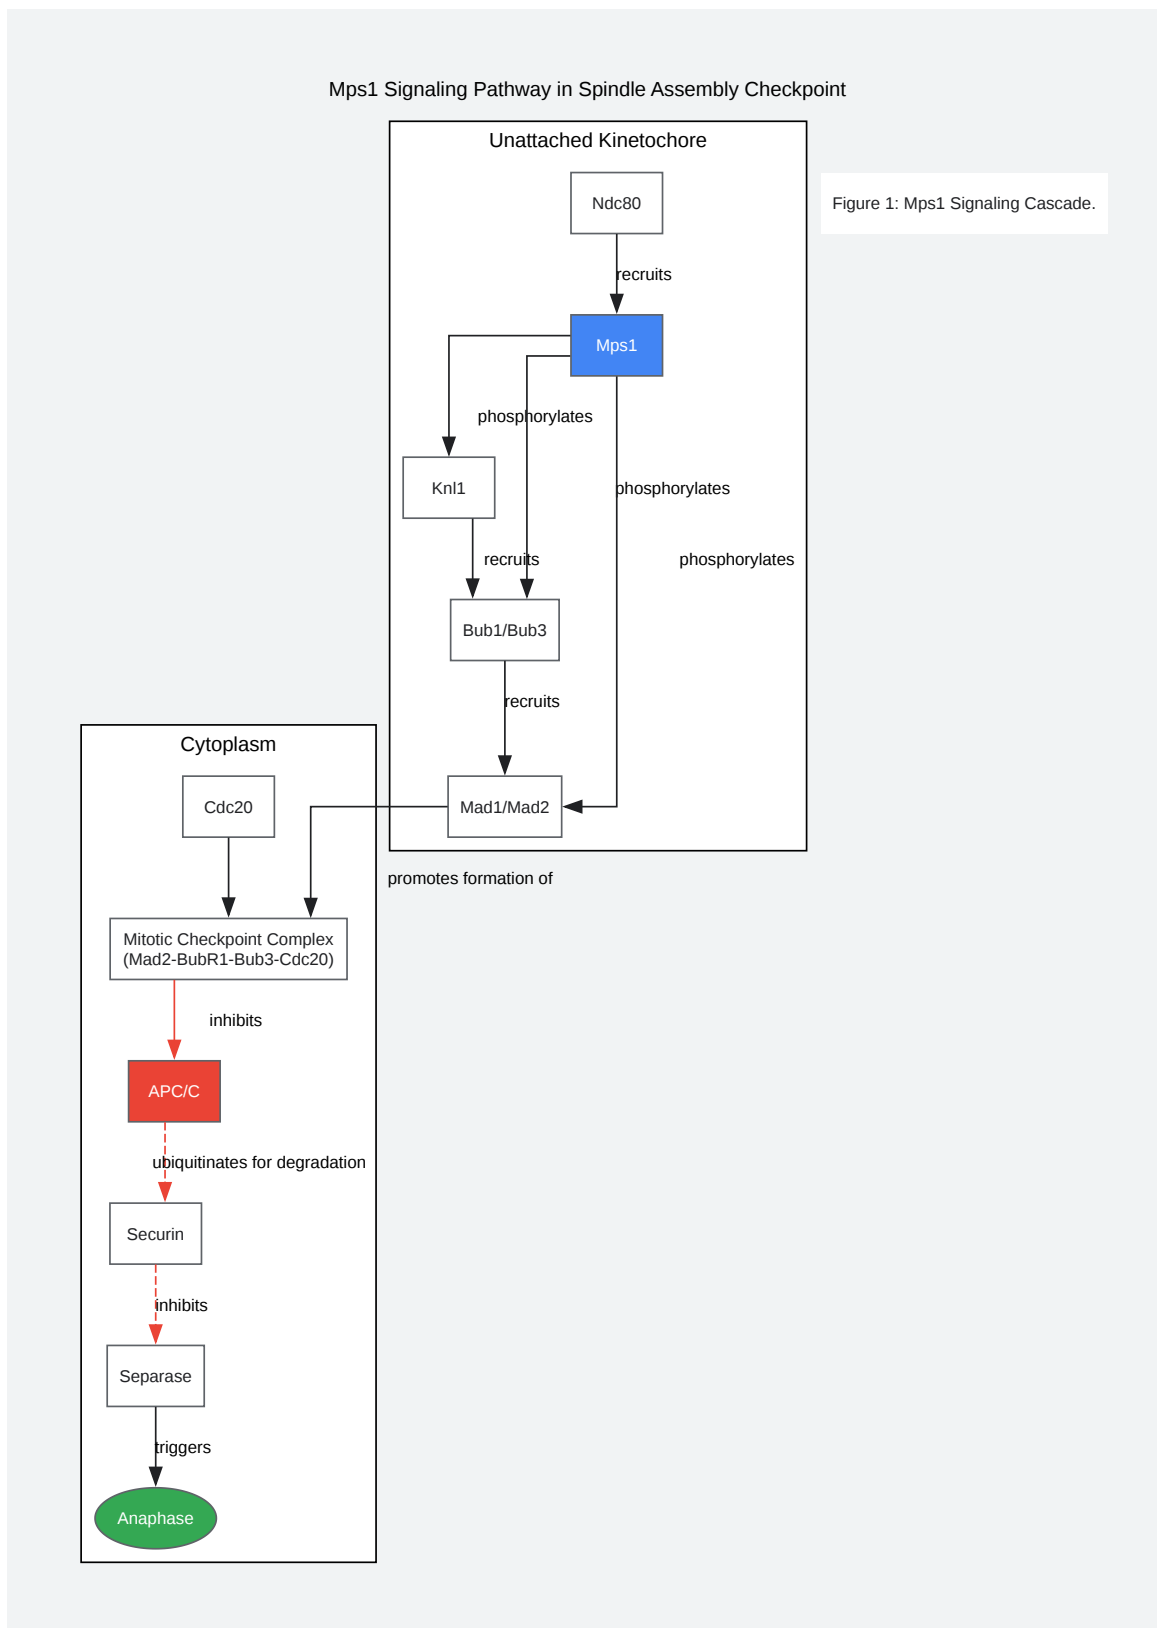 Mps1 Signaling Pathway in Spindle Assembly Checkpoint
Unattached Kinetochore
Ndc80
Figure 1: Mps1 Signaling Cascade.
recruits
Mps1
phosphorylates
Knl1
phosphorylates
recruits
phosphorylates
Bub1/Bub3
recruits
Cytoplasm
Cdc20
Mad1/Mad2
promotes formation of
Mitotic Checkpoint Complex
(Mad2-BubR1-Bub3-Cdc20)
inhibits
APC/C
ubiquitinates for degradation
Securin
inhibits
Separase
triggers
Anaphase